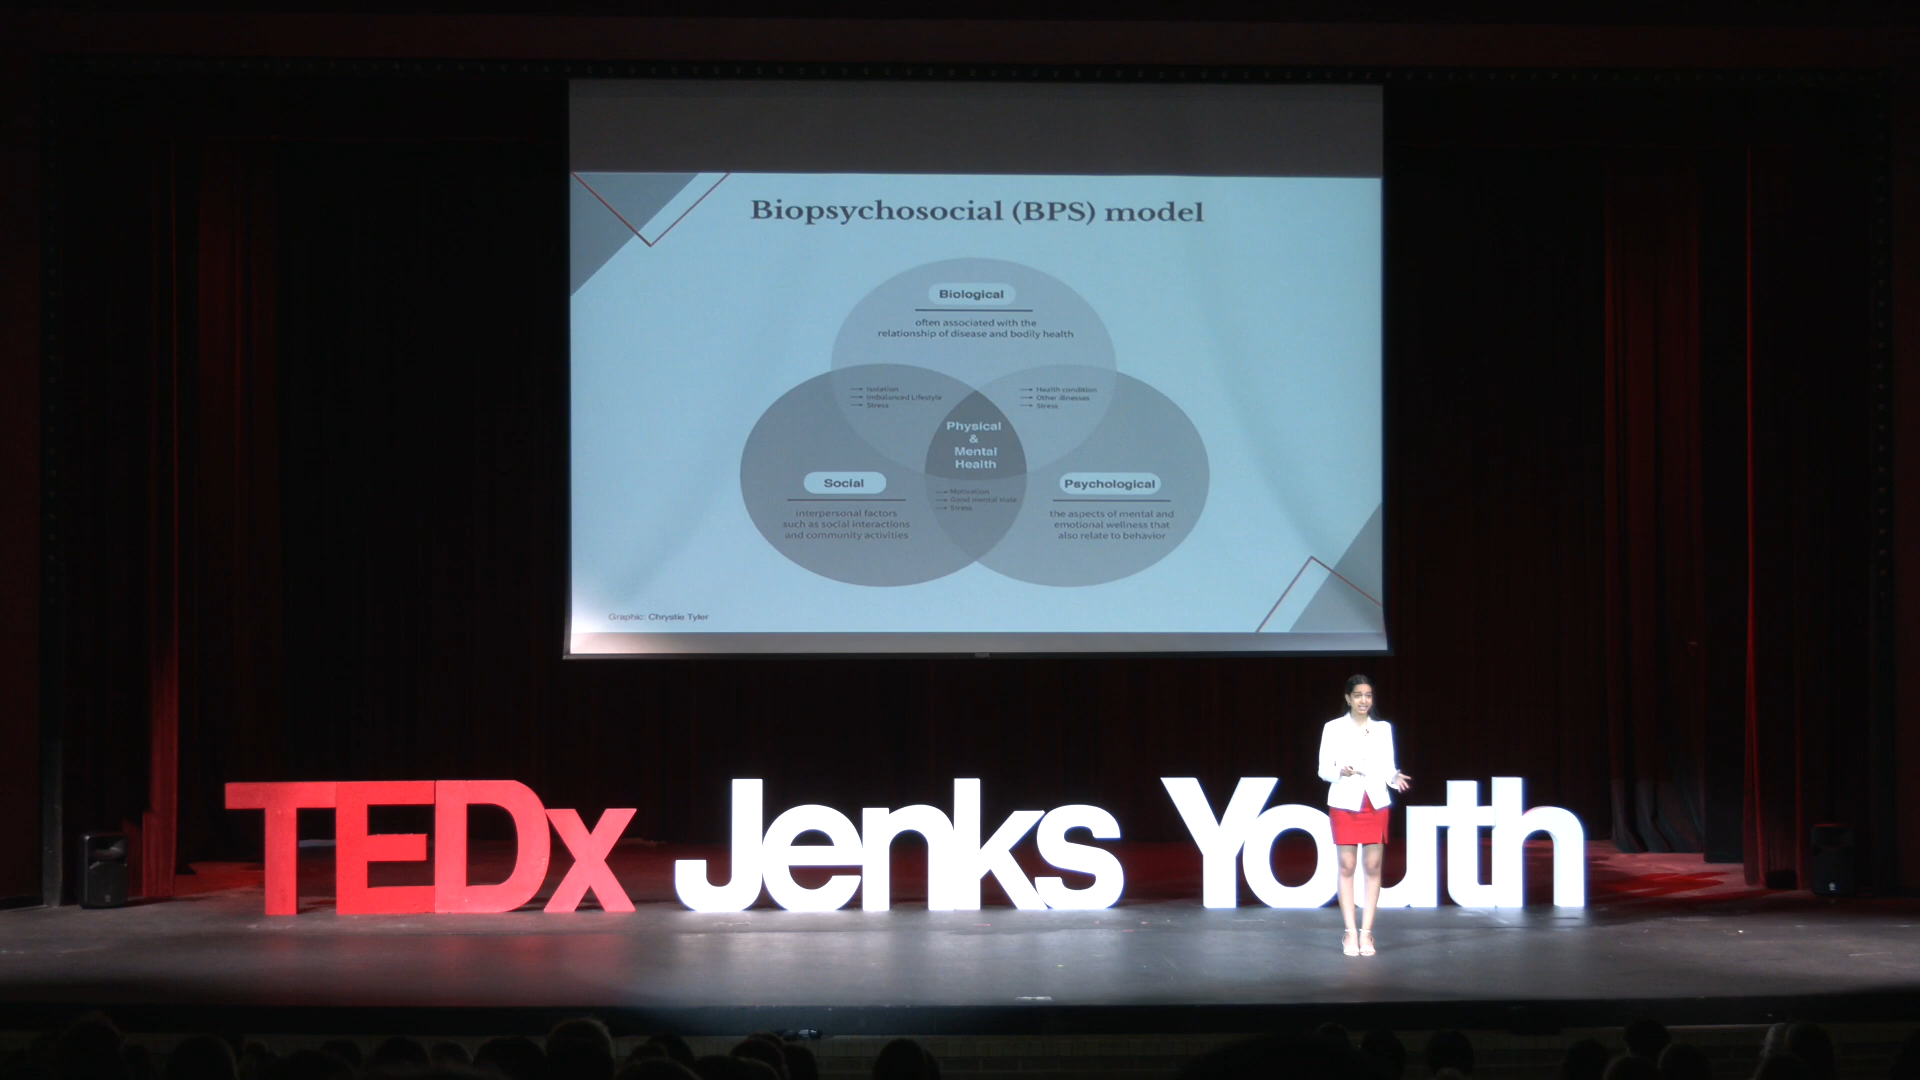 Biopsychosocial (BPS) model
Biological
often associated with the
relationship of disease and bodily health
Isolation
Imbalanced Lifestyle
Stress
Health condition
Other illnesses
Stress
Physical
&
Mental
Health
Social
interpersonal factors
such as social interactions
and community activities
Motivation
Good mental state
Stress
Psychological
the aspects of mental and
emotional wellness that
also relate to behavior
Graphic: Chrystie Tyler
TEDx Jenks Youth